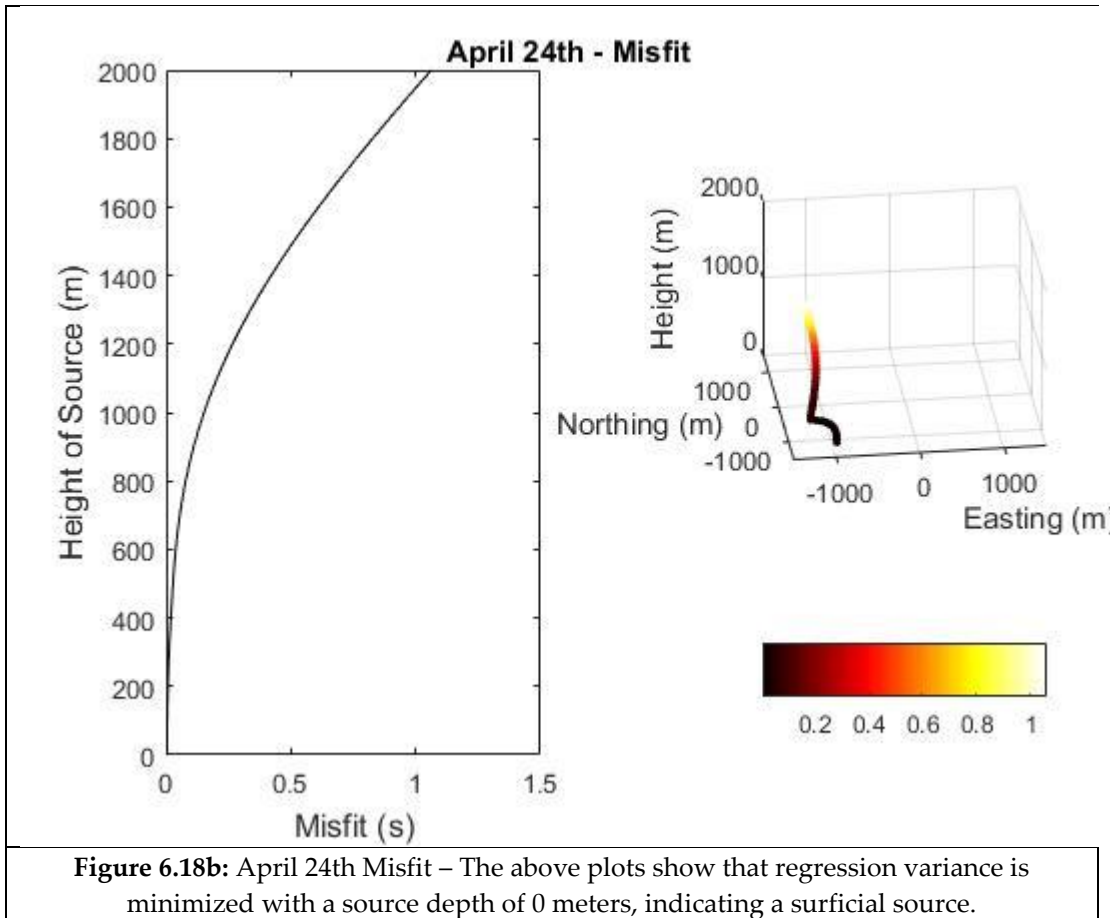 April 24th - Misfit
2000
1800
1600
1400
1200
1000
800
600
400
200
0
Height of Source (m)
0
0.5
1
1.5
Misfit (s)
2000
1000
0
Height (m)
1000
0
-1000
Northing (m)
-1000
0
1000
Easting (m)
0.2 0.4 0.6 0.8 1
Figure 6.18b: April 24th Misfit – The above plots show that regression variance is
minimized with a source depth of 0 meters, indicating a surficial source.